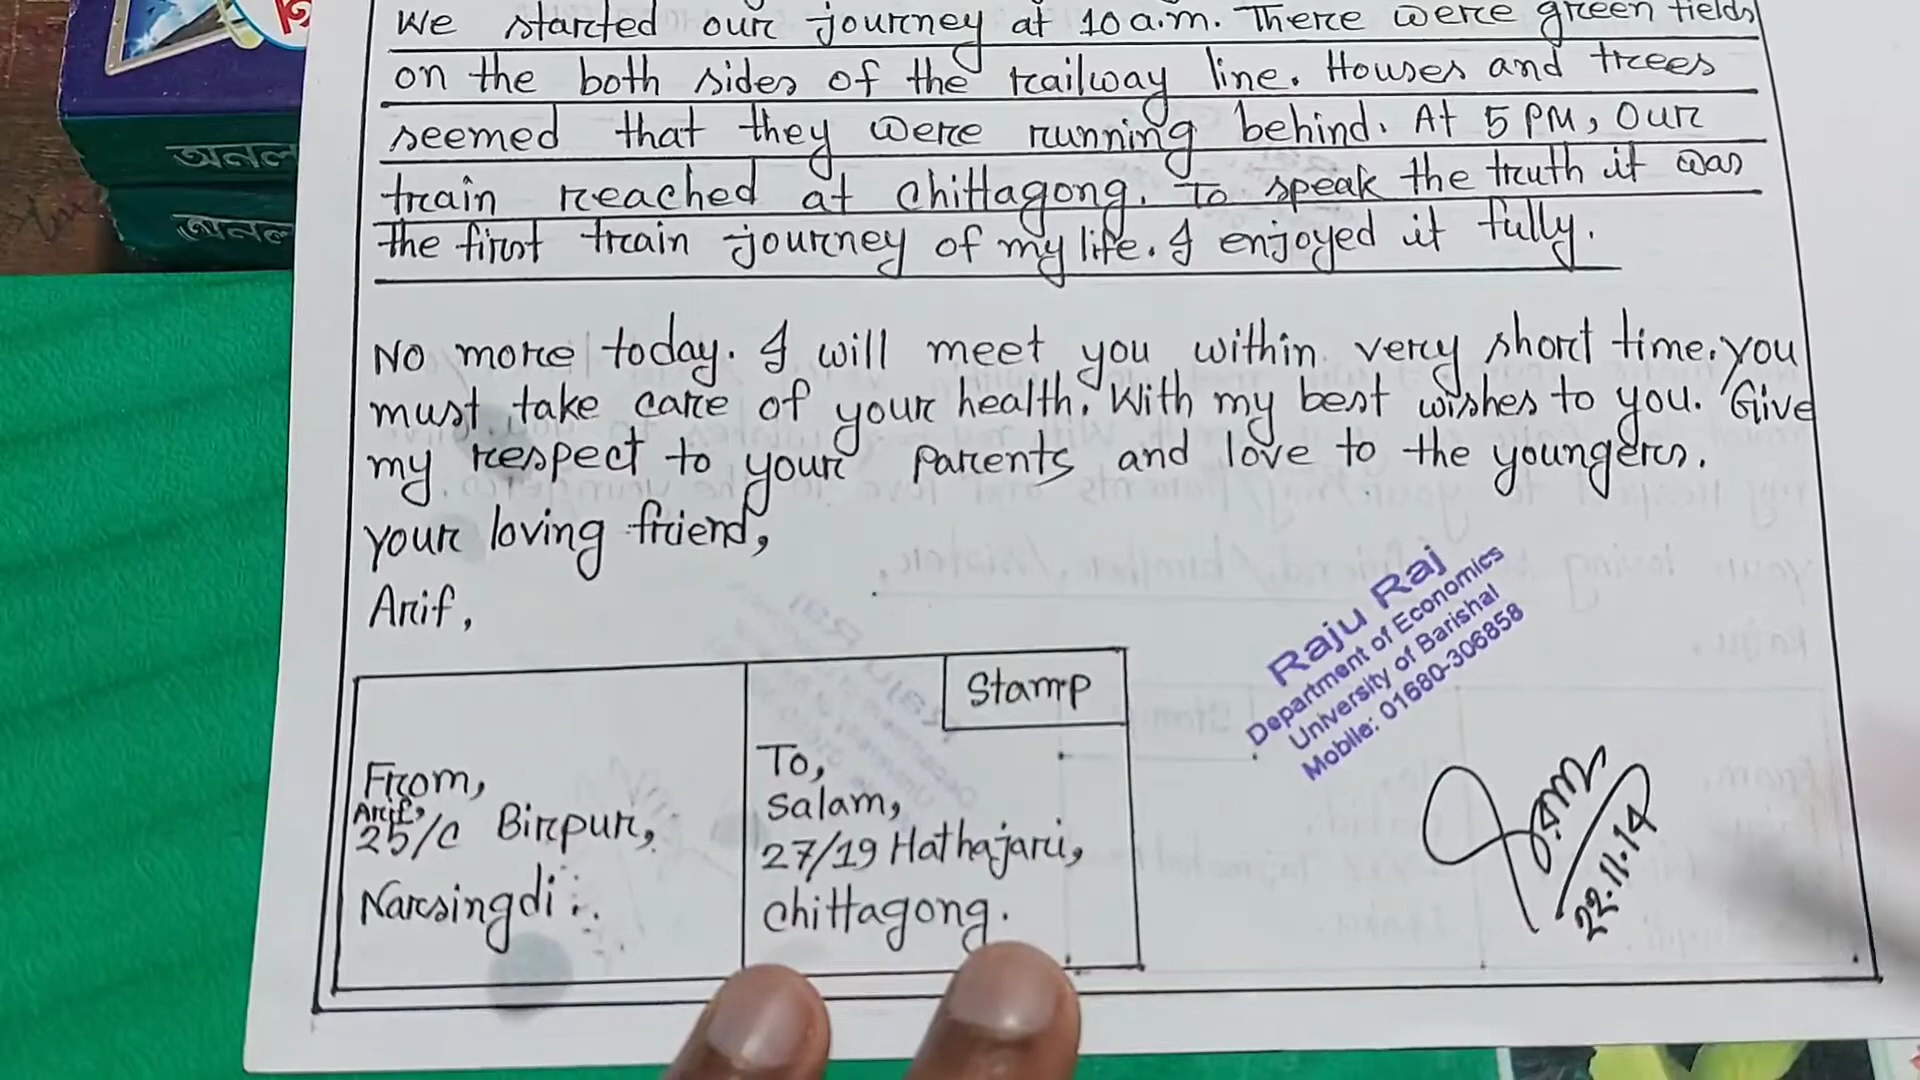 We started our journey at 10 a.m. There were green fields
on the both sides of the railway line. Houses and trees
seemed that they were running behind. At 5 PM, Our
train reached at Chittagong. To speak the truth it was
the first train journey of my life. I enjoyed it fully.
No more today. I will meet you within very short time. you
must take care of your health. With my best wishes to you. Give
my respect to your parents and love to the youngers.
your loving friend,
Arif,
Stamp
From,
Arif,
25/C Birpur,
Narsingdi.
To,
Salam,
27/19 Hathajari,
Chittagong.
Raju Raj
Department of Economics
University of Barishal
Mobile: 01680-306858
22.11.14
অনল
অনল